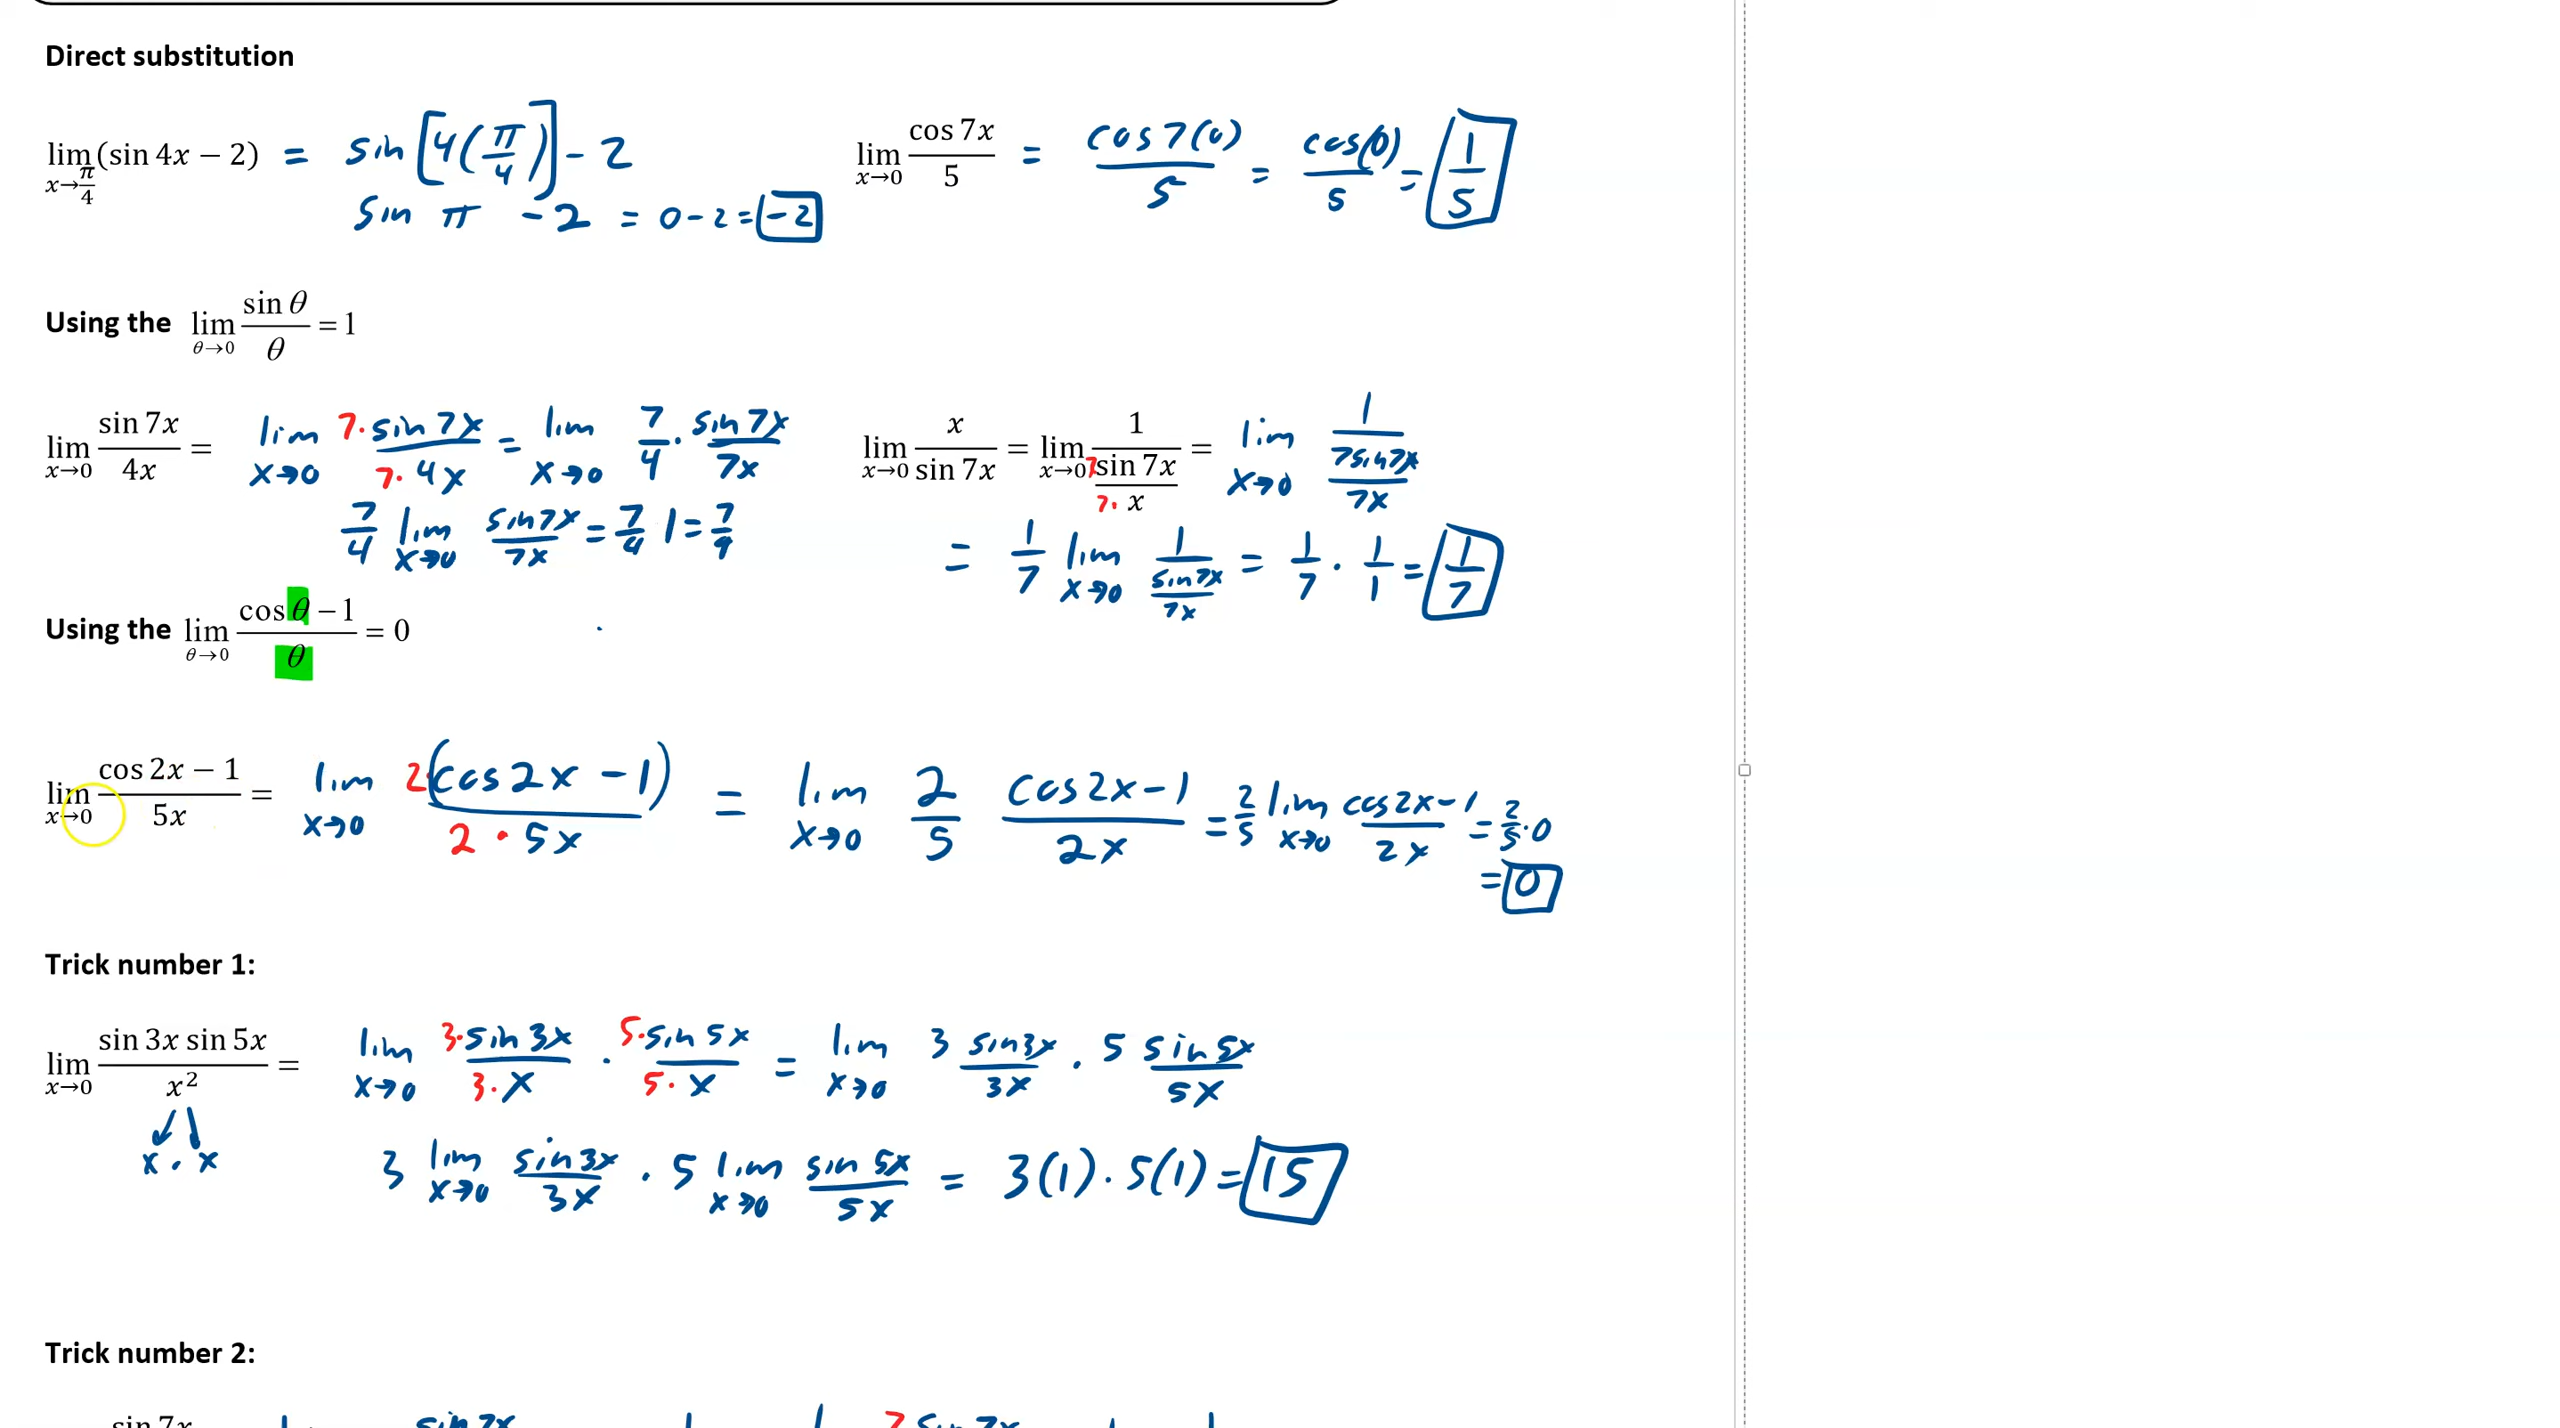 Direct substitution
lim x→π/4 (sin 4x − 2) = sin [4(π/4)] - 2
sin π - 2 = 0 - 2 = -2
lim x→0 cos 7x / 5 = cos 7(0) / 5 = cos(0) / 5 = 1/5
Using the lim θ→0 sin θ / θ = 1
lim x→0 sin 7x / 4x = lim x→0 7· sin 7x / 7· 4x = lim x→0 7/4 · sin 7x / 7x
7/4 lim x→0 sin 7x / 7x = 7/4 1 = 7/4
lim x→0 x / sin 7x = lim x→0 1 / (7 sin 7x / 7· x) = lim x→0 1 / (7 sin 7x / 7x)
= 1/7 lim x→0 1 / (sin 7x / 7x) = 1/7 · 1/1 = 1/7
Using the lim θ→0 cos θ − 1 / θ = 0
lim x→0 cos 2x − 1 / 5x = lim x→0 2·(cos 2x - 1) / 2 · 5x = lim x→0 2/5 cos 2x - 1 / 2x = 2/5 lim x→0 cos 2x - 1 / 2x = 2/5 · 0
= 0
Trick number 1:
lim x→0 sin 3x sin 5x / x² = lim x→0 3· sin 3x / 3· x · 5· sin 5x / 5· x = lim x→0 3 sin 3x / 3x · 5 sin 5x / 5x
x · x
3 lim x→0 sin 3x / 3x · 5 lim x→0 sin 5x / 5x = 3(1) · 5(1) = 15
Trick number 2:
sin 7x